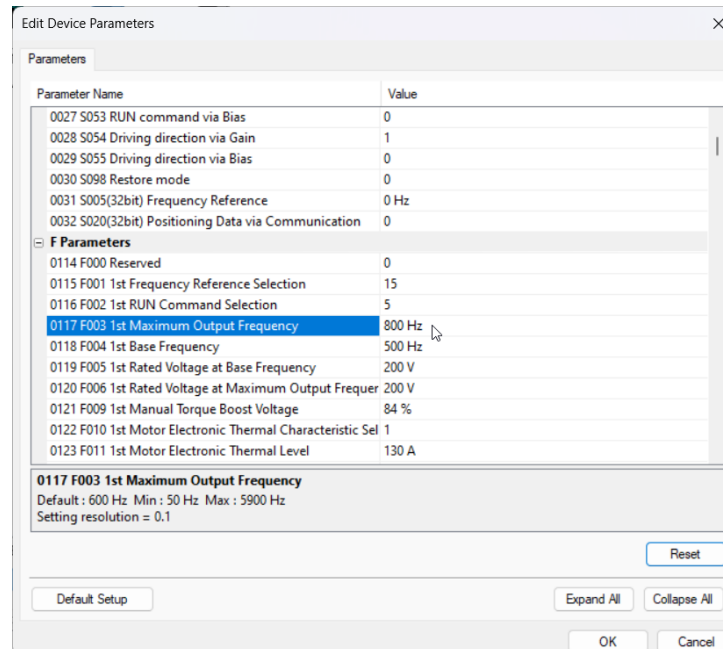 Edit Device Parameters
Parameters
Parameter Name Value
0027 S053 RUN command via Bias 0
0028 S054 Driving direction via Gain 1
0029 S055 Driving direction via Bias 0
0030 S098 Restore mode 0
0031 S005(32bit) Frequency Reference 0 Hz
0032 S020(32bit) Positioning Data via Communication 0
F Parameters
0114 F000 Reserved 0
0115 F001 1st Frequency Reference Selection 15
0116 F002 1st RUN Command Selection 5
0117 F003 1st Maximum Output Frequency 800 Hz
0118 F004 1st Base Frequency 500 Hz
0119 F005 1st Rated Voltage at Base Frequency 200 V
0120 F006 1st Rated Voltage at Maximum Output Frequer 200 V
0121 F009 1st Manual Torque Boost Voltage 84 %
0122 F010 1st Motor Electronic Thermal Characteristic Sel 1
0123 F011 1st Motor Electronic Thermal Level 130 A
0117 F003 1st Maximum Output Frequency
Default : 600 Hz Min : 50 Hz Max : 5900 Hz
Setting resolution = 0.1
Reset
Default Setup Expand All Collapse All
OK Cancel